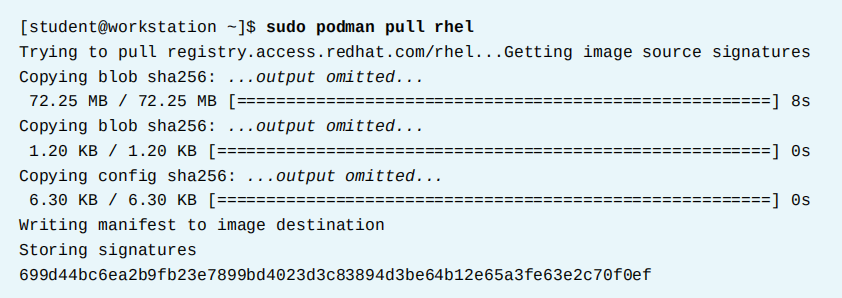 [student@workstation ~]$ sudo podman pull rhel
Trying to pull registry.access.redhat.com/rhel...Getting image source signatures
Copying blob sha256: ...output omitted...
 72.25 MB / 72.25 MB [=======================================================] 8s
Copying blob sha256: ...output omitted...
 1.20 KB / 1.20 KB [=========================================================] 0s
Copying config sha256: ...output omitted...
 6.30 KB / 6.30 KB [=========================================================] 0s
Writing manifest to image destination
Storing signatures
699d44bc6ea2b9fb23e7899bd4023d3c83894d3be64b12e65a3fe63e2c70f0ef